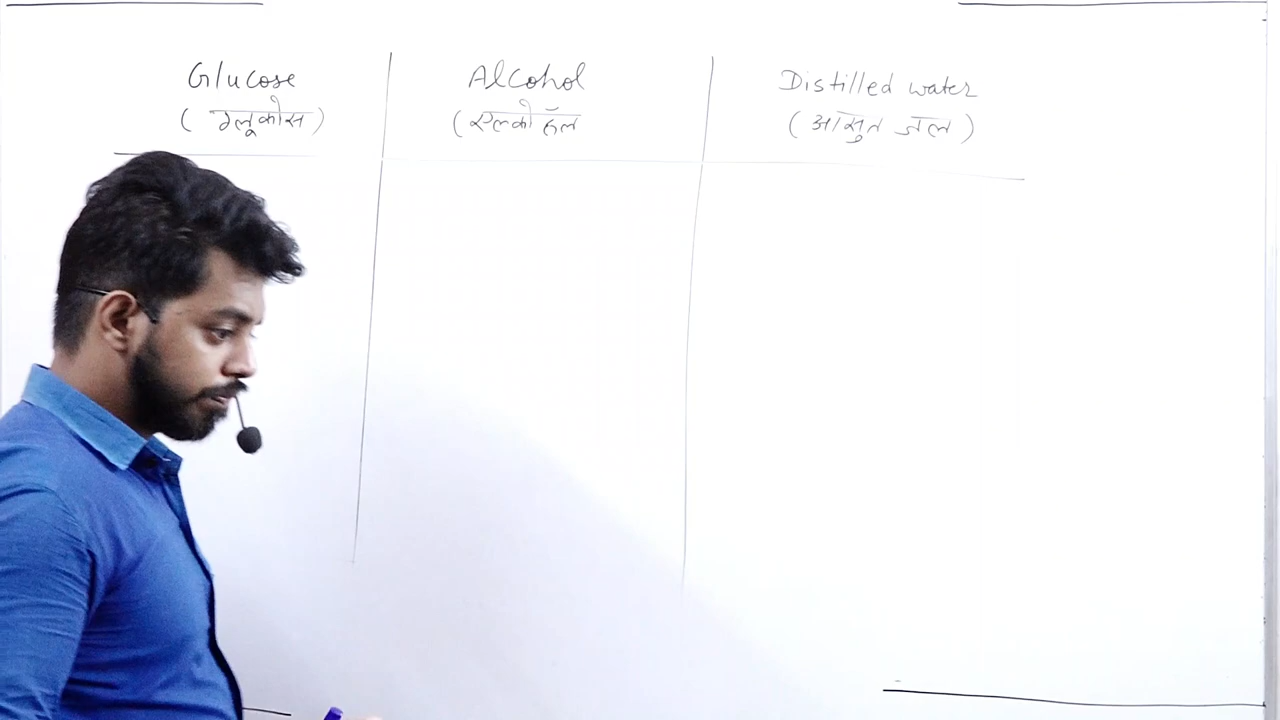 Glucose
(ग्लूकोस)
Alcohol
(एल्कोहॅल
Distilled water
(आसुत जल)